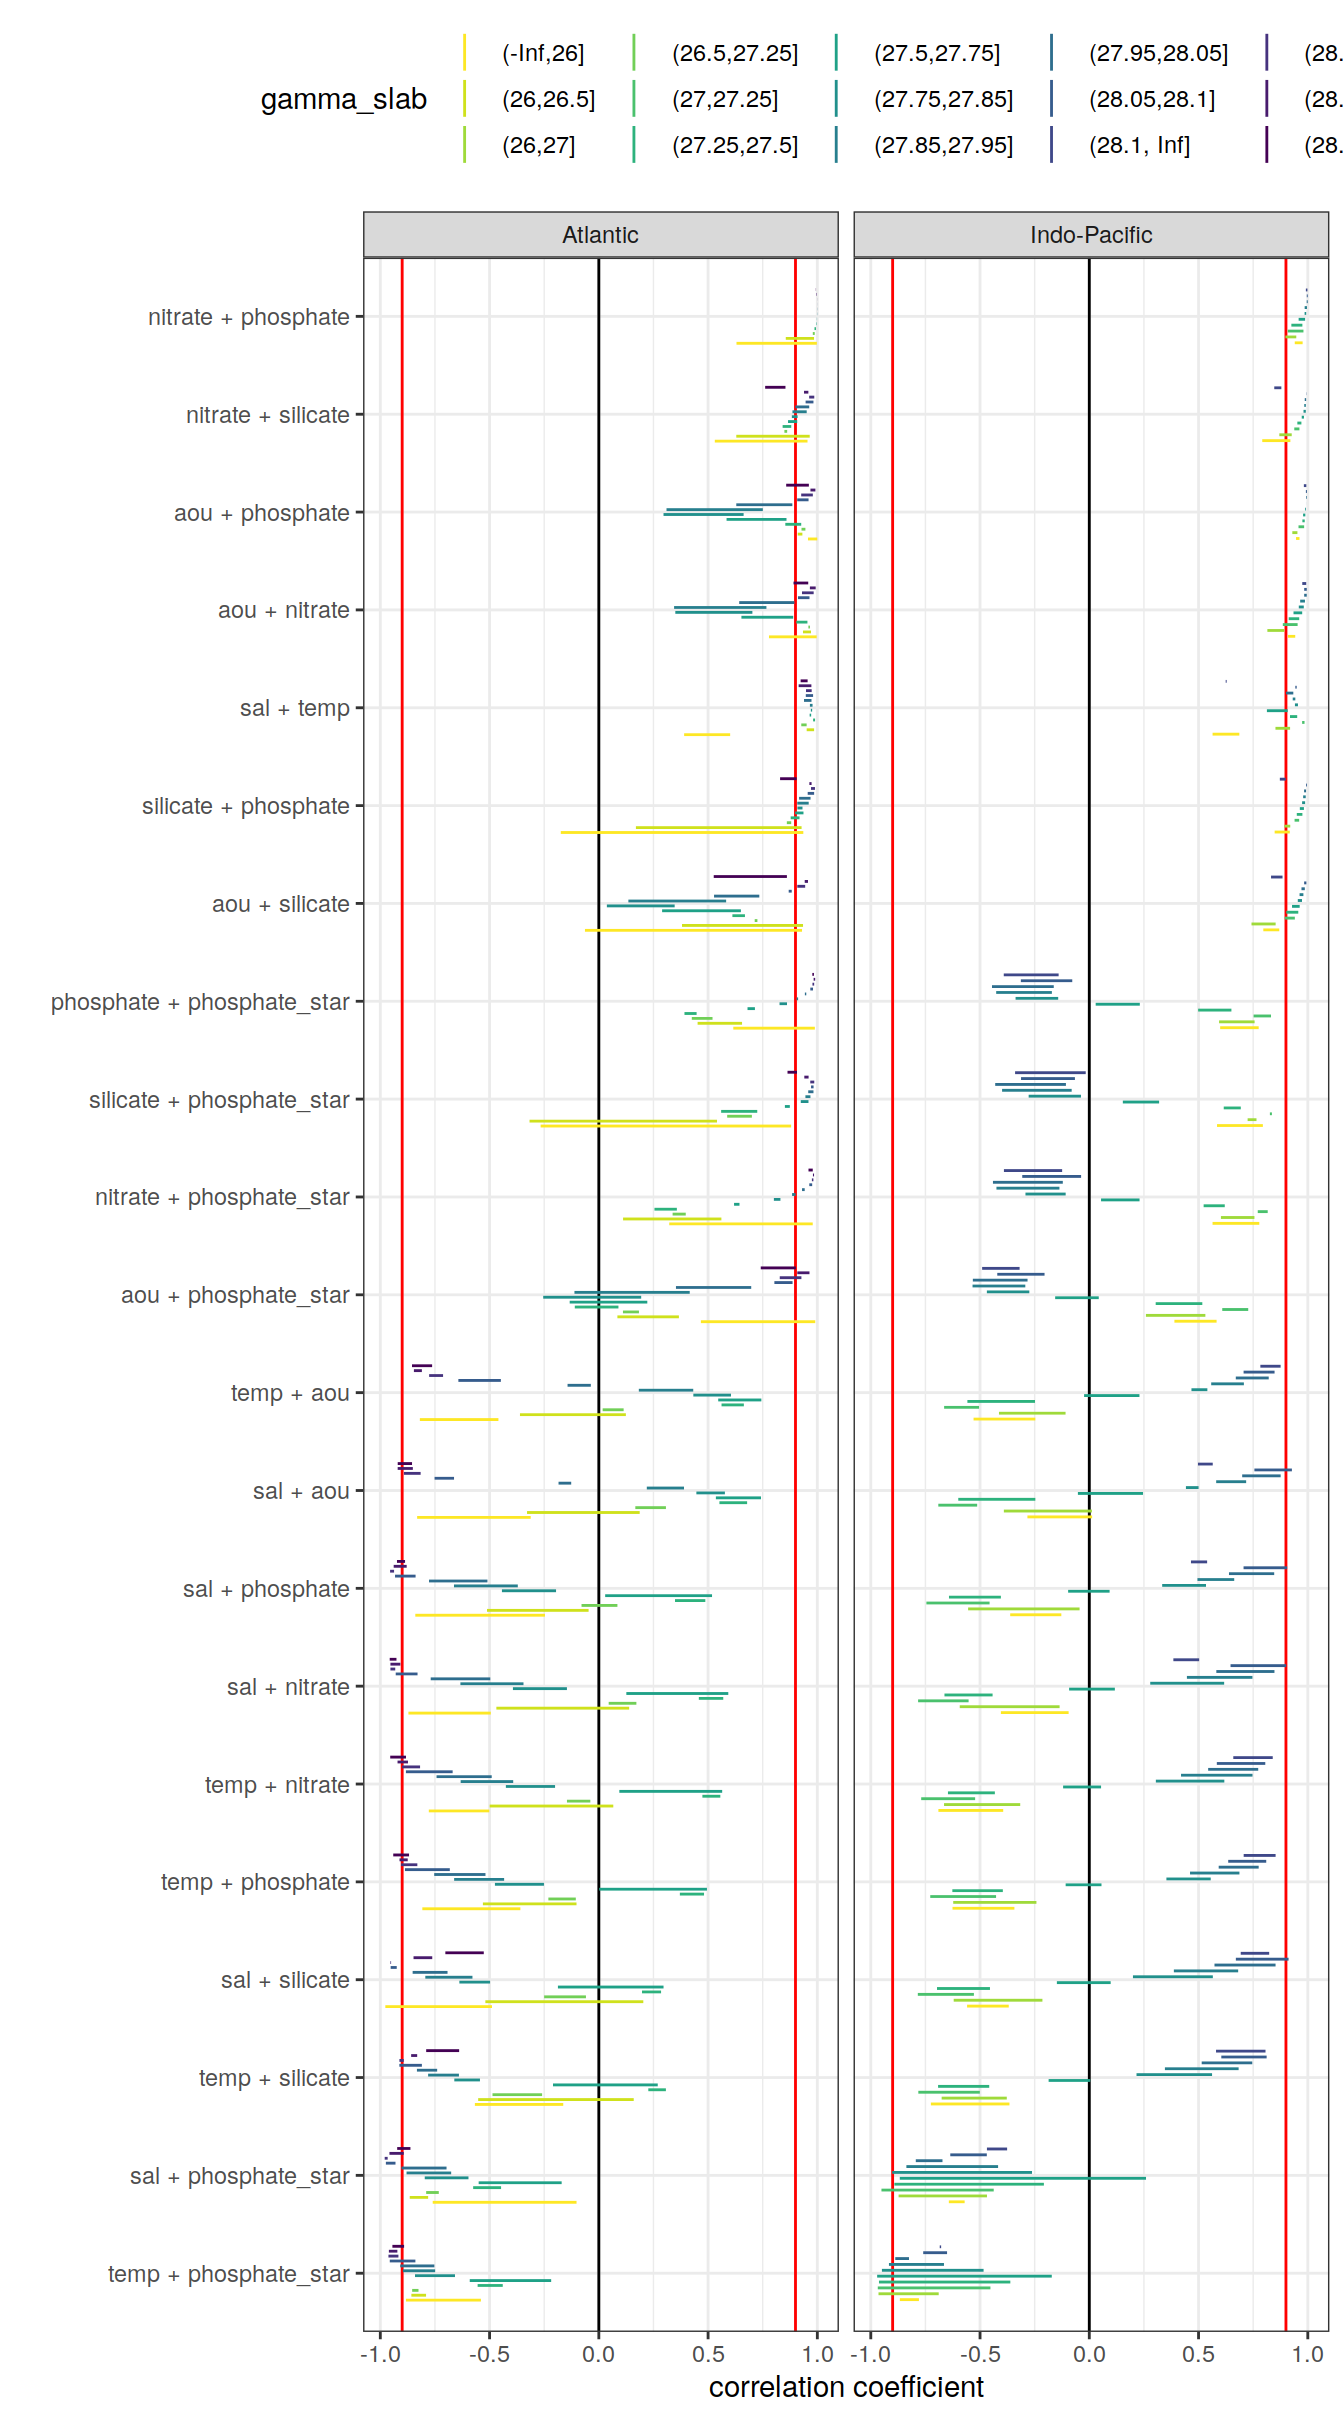 (-Inf,26] (26.5,27.25] (27.5,27.75] (27.95,28.05] (28.
gamma_slab (26,26.5] (27,27.25] (27.75,27.85] (28.05,28.1] (28.
(26,27] (27.25,27.5] (27.85,27.95] (28.1, Inf] (28.
Atlantic Indo-Pacific
nitrate + phosphate
nitrate + silicate
aou + phosphate
aou + nitrate
sal + temp
silicate + phosphate
aou + silicate
phosphate + phosphate_star
silicate + phosphate_star
nitrate + phosphate_star
aou + phosphate_star
temp + aou
sal + aou
sal + phosphate
sal + nitrate
temp + nitrate
temp + phosphate
sal + silicate
temp + silicate
sal + phosphate_star
temp + phosphate_star
-1.0 -0.5 0.0 0.5 1.0 -1.0 -0.5 0.0 0.5 1.0
correlation coefficient